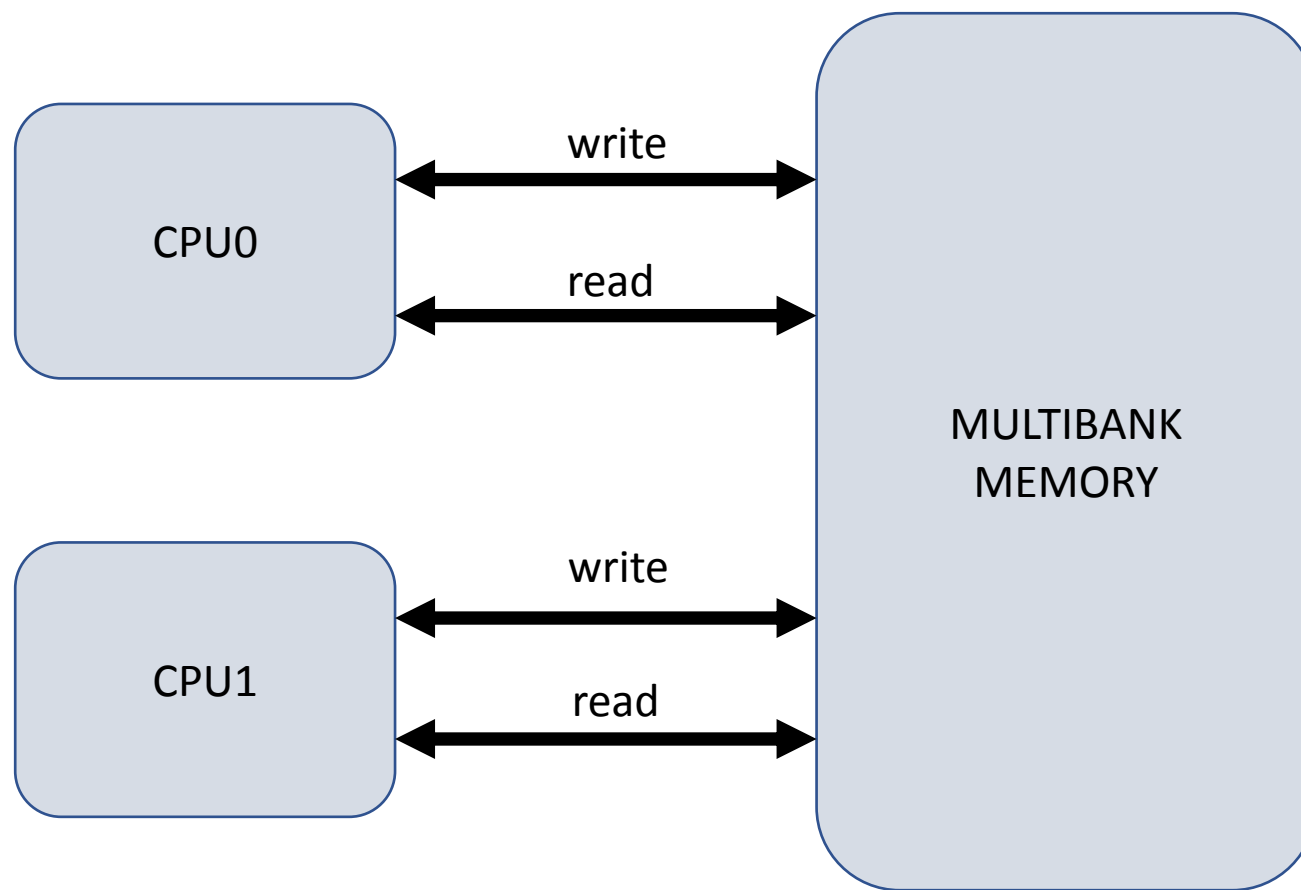 write
CPU0
read
MULTIBANK
MEMORY
write
CPU1
read